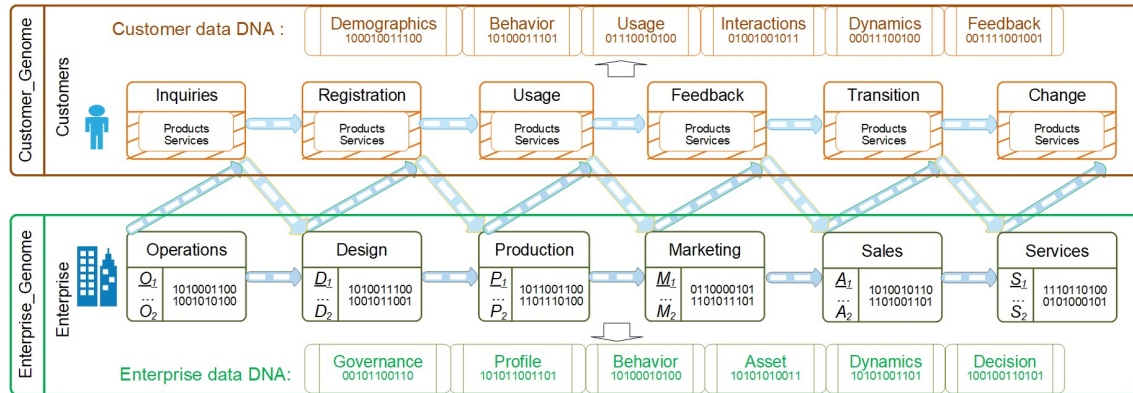 Customer_Genome
Customers
Customer data DNA :
Demographics
100010011100
Behavior
10100011101
Usage
01110010100
Interactions
01001001011
Dynamics
00011100100
Feedback
001111001001
Inquiries
Products
Services
Registration
Products
Services
Usage
Products
Services
Feedback
Products
Services
Transition
Products
Services
Change
Products
Services
Enterprise_Genome
Enterprise
Operations
O1
...
O2
1010001100
1001010100
Design
D1
...
D2
1010011100
1001011001
Production
P1
...
P2
1011001100
1101110100
Marketing
M1
...
M2
0110000101
1101011101
Sales
A1
...
A2
1010010110
1101001101
Services
S1
...
S2
1110110100
0101000101
Enterprise data DNA:
Governance
00101100110
Profile
101011001101
Behavior
10100010100
Asset
10101010011
Dynamics
10101001101
Decision
100100110101